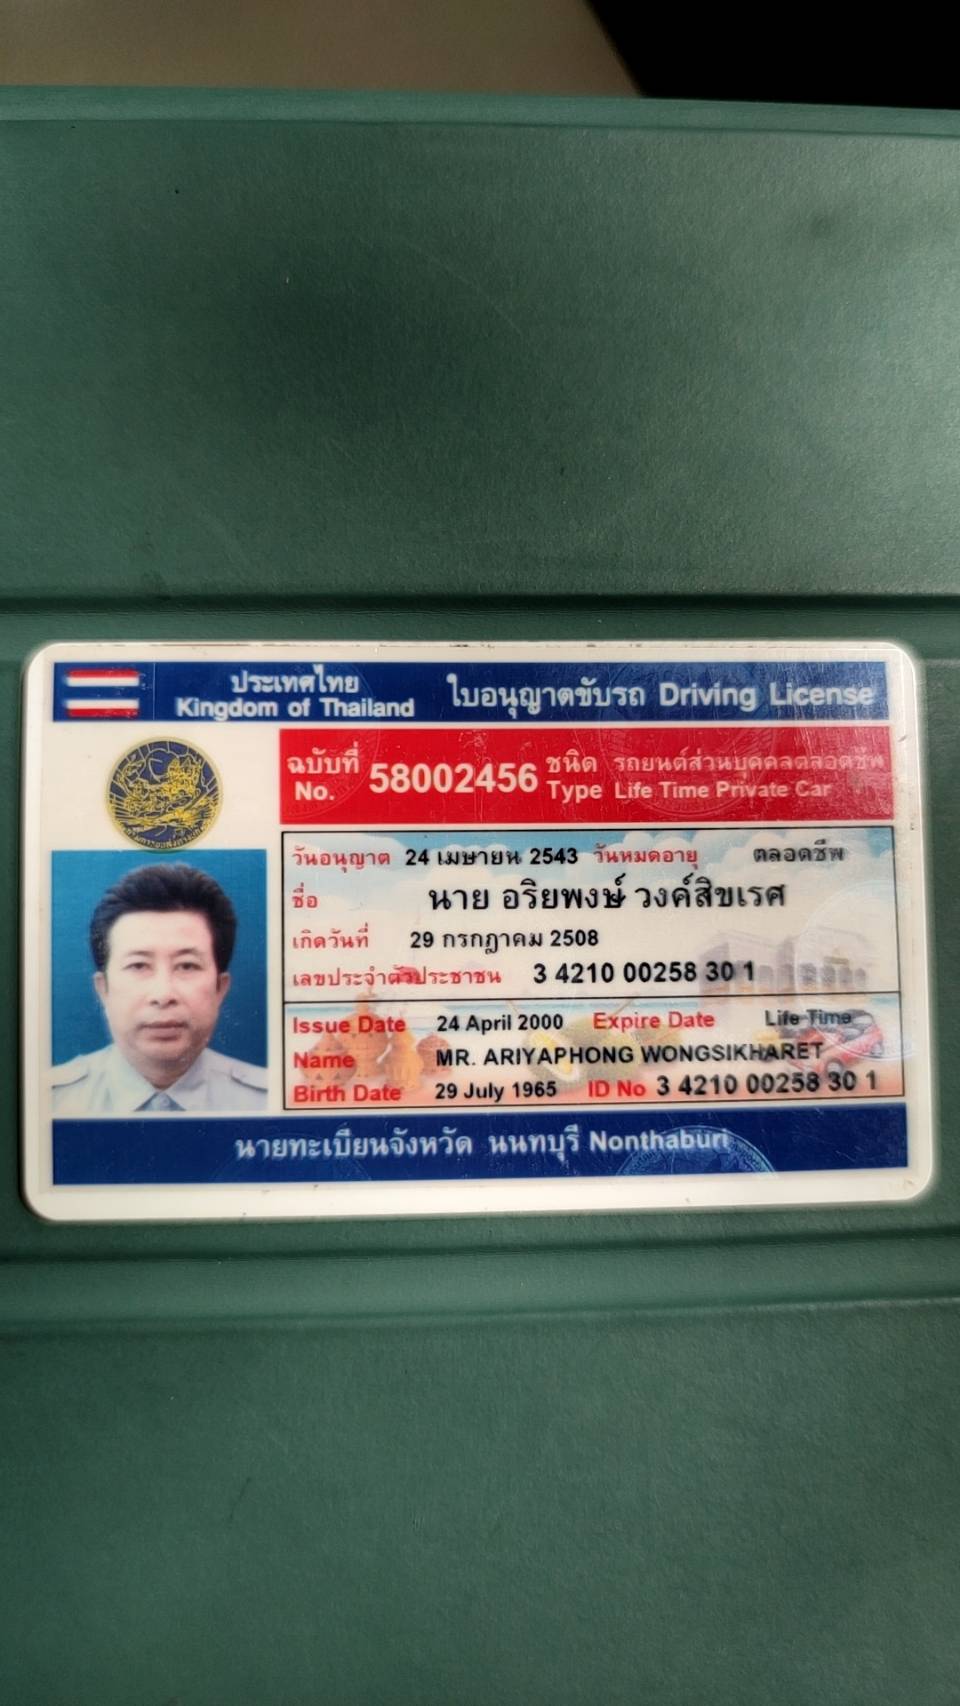 ประเทศไทย
Kingdom of Thailand
ใบอนุญาตขับรถ Driving License
ฉบับที่ 58002456 ชนิด รถยนต์ส่วนบุคคลตลอดชีพ
No. Type Life Time Private Car
วันอนุญาต 24 เมษายน 2543 วันหมดอายุ ตลอดชีพ
ชื่อ นาย อริยพงษ์ วงค์สิขเรศ
เกิดวันที่ 29 กรกฎาคม 2508
เลขประจำตัวประชาชน 3 4210 00258 30 1
Issue Date 24 April 2000 Expire Date Life Time
Name MR. ARIYAPHONG WONGSIKHARET
Birth Date 29 July 1965 ID No 3 4210 00258 30 1
นายทะเบียนจังหวัด นนทบุรี Nonthaburi